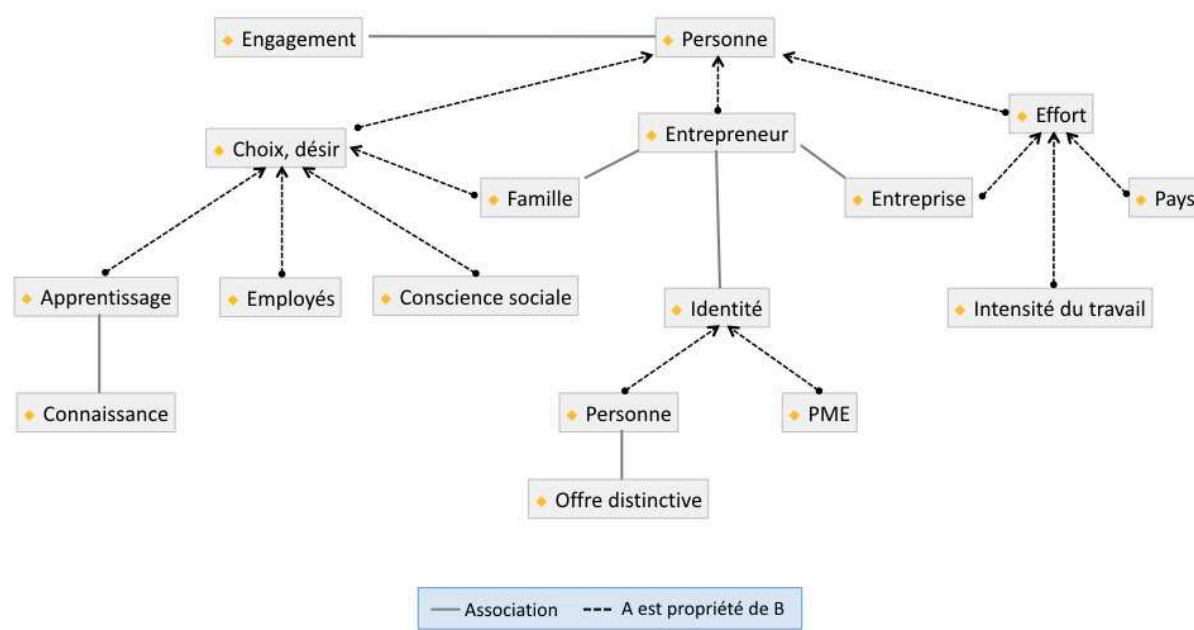 Engagement
Personne
Effort
Choix, désir
Entrepreneur
Famille
Entreprise
Pays
Apprentissage
Employés
Conscience sociale
Identité
Intensité du travail
Connaissance
Personne
PME
Offre distinctive
Association
A est propriété de B